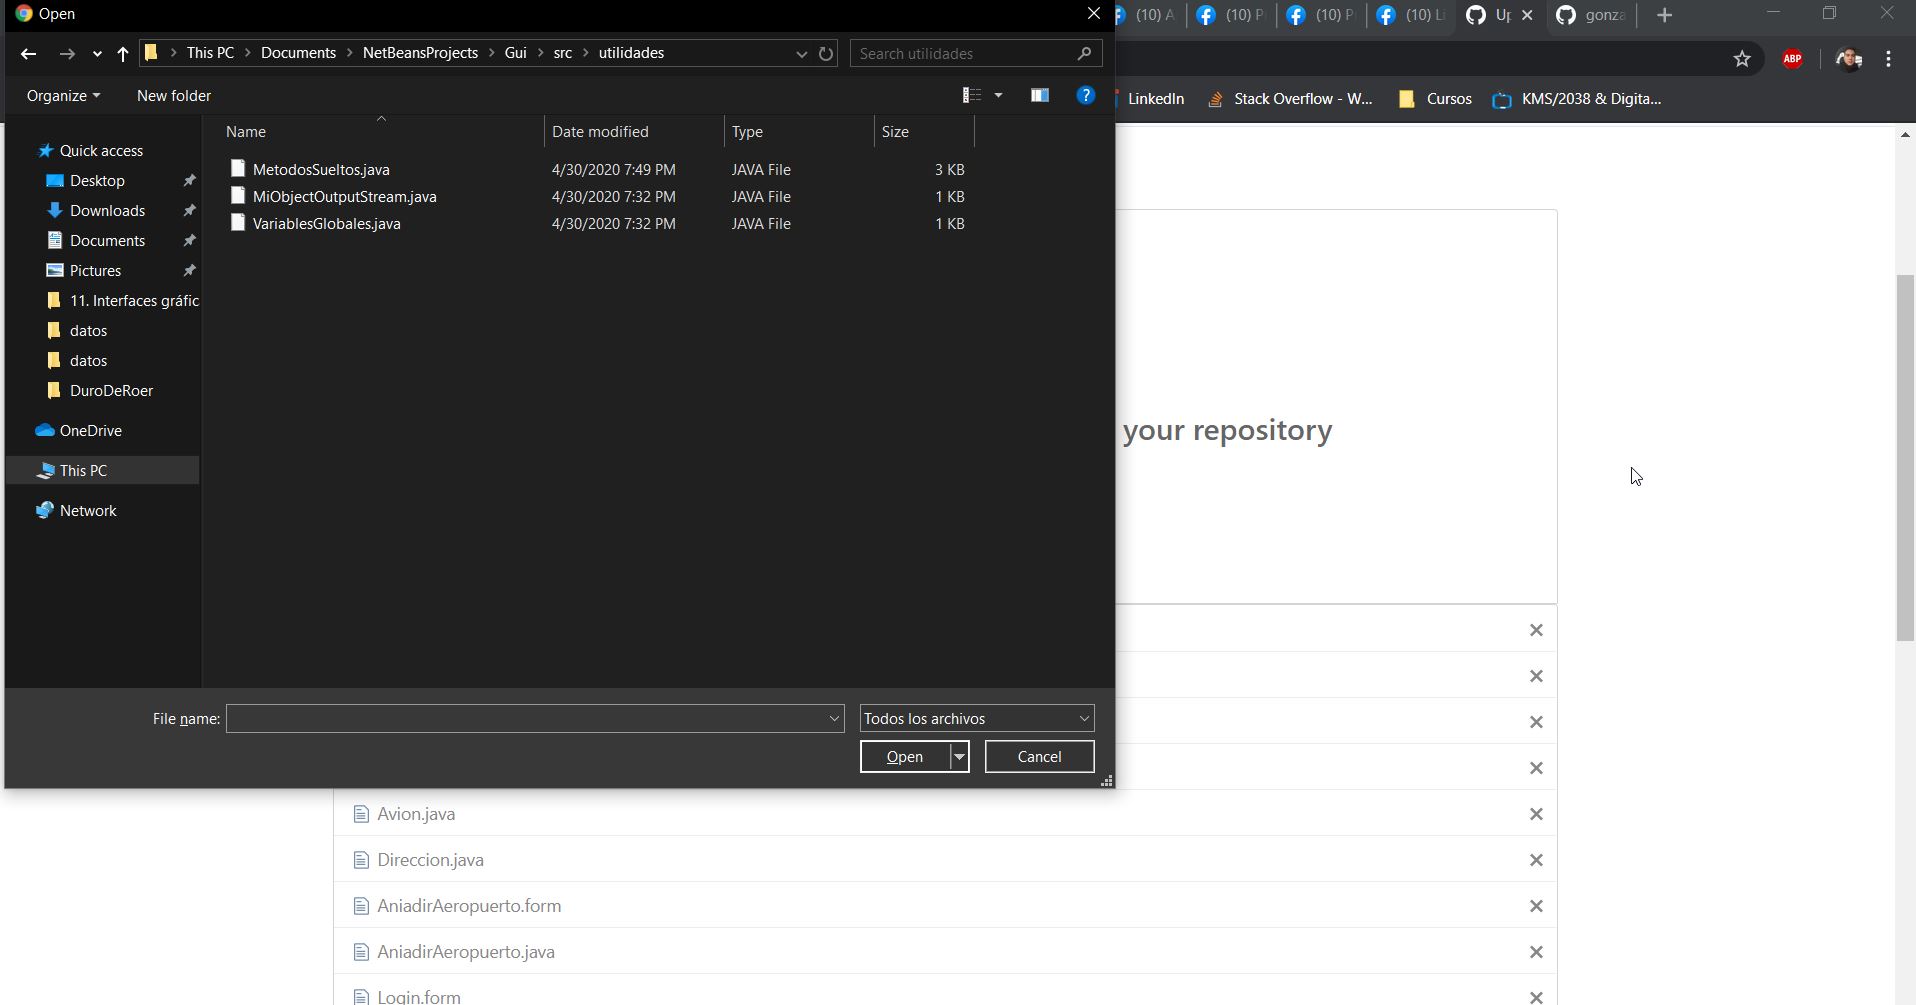 Open
This PC > Documents > NetBeansProjects > Gui > src > utilidades
Search utilidades
Organize
New folder
Name
Date modified
Type
Size
MetodosSueltos.java 4/30/2020 7:49 PM JAVA File 3 KB
MiObjectOutputStream.java 4/30/2020 7:32 PM JAVA File 1 KB
VariablesGlobales.java 4/30/2020 7:32 PM JAVA File 1 KB
Quick access
Desktop
Downloads
Documents
Pictures
11. Interfaces gráfic
datos
datos
DuroDeRoer
OneDrive
This PC
Network
File name:
Todos los archivos
Open
Cancel
(10) A
(10) P
(10) P
(10) Li
Up
gonza
ABP
LinkedIn
Stack Overflow - W...
Cursos
KMS/2038 & Digita...
your repository
Avion.java
Direccion.java
AniadirAeropuerto.form
AniadirAeropuerto.java
Login.form